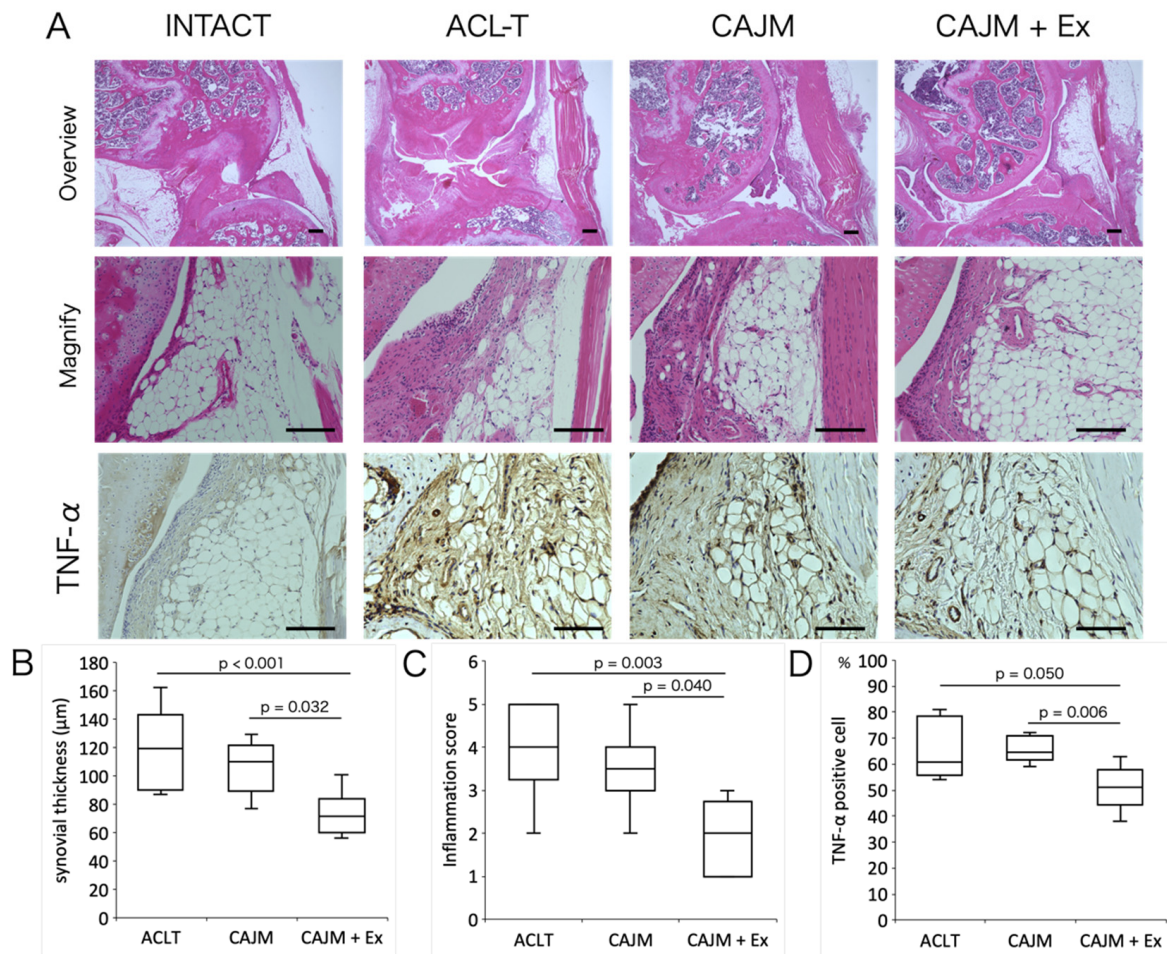 A
INTACT
ACL-T
CAJM
CAJM + Ex
Overview
Magnify
TNF-α
B
synovial thickness (μm)
180
160
140
120
100
80
60
40
20
0
p < 0.001
p = 0.032
ACLT
CAJM
CAJM + Ex
C
Inflammation score
6
5
4
3
2
1
p = 0.003
p = 0.040
ACLT
CAJM
CAJM + Ex
D
%
TNF-α positive cell
100
90
80
70
60
50
40
30
20
10
0
p = 0.050
p = 0.006
ACLT
CAJM
CAJM + Ex